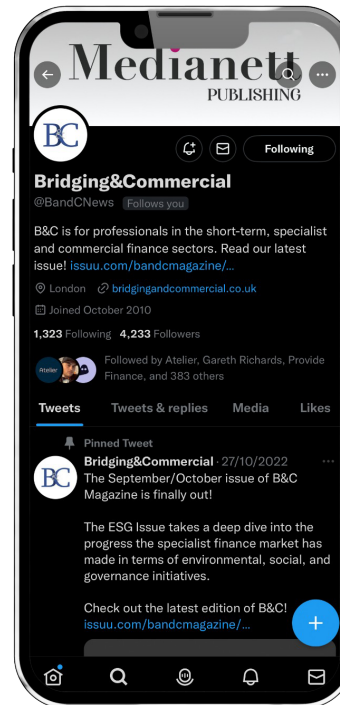 Medianett
PUBLISHING
BC
Following
Bridging&Commercial
@BandCNews Follows you
B&C is for professionals in the short-term, specialist
and commercial finance sectors. Read our latest
issue! issuu.com/bandcmagazine/...
London bridgingandcommercial.co.uk
Joined October 2010
1,323 Following 4,233 Followers
Atelier
Followed by Atelier, Gareth Richards, Provide
Finance, and 383 others
Tweets Tweets & replies Media Likes
Pinned Tweet
Bridging&Commercial · 27/10/2022
BC
The September/October issue of B&C
Magazine is finally out!
The ESG Issue takes a deep dive into the
progress the specialist finance market has
made in terms of environmental, social, and
governance initiatives.
Check out the latest edition of B&C!
issuu.com/bandcmagazine/...